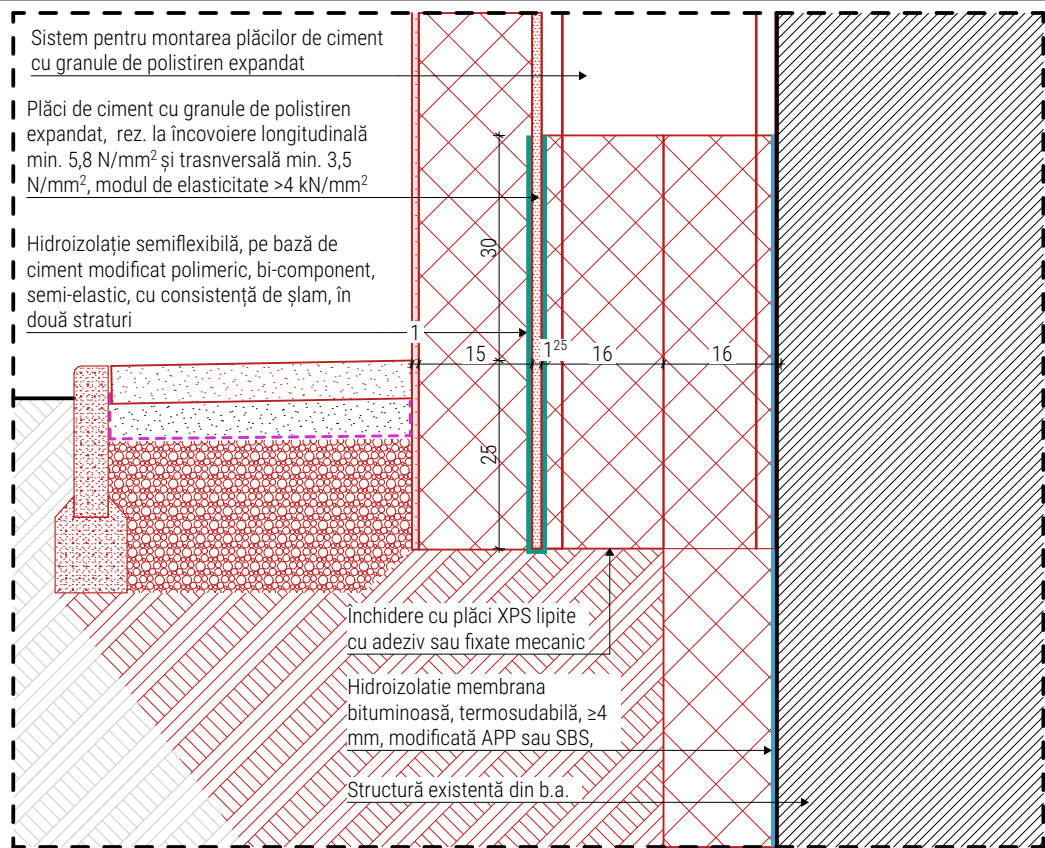 Sistem pentru montarea plăcilor de ciment
cu granule de polistiren expandat
Plăci de ciment cu granule de polistiren
expandat, rez. la încovoiere longitudinală
min. 5,8 N/mm² și trasnversală min. 3,5
N/mm², modul de elasticitate >4 kN/mm²
Hidroizolație semiflexibilă, pe bază de
ciment modificat polimeric, bi-component,
semi-elastic, cu consistență de șlam, în
două straturi
30
1
15
1²⁵
16
16
25
Închidere cu plăci XPS lipite
cu adeziv sau fixate mecanic
Hidroizolatie membrana
bituminoasă, termosudabilă, ≥4
mm, modificată APP sau SBS,
Structură existentă din b.a.